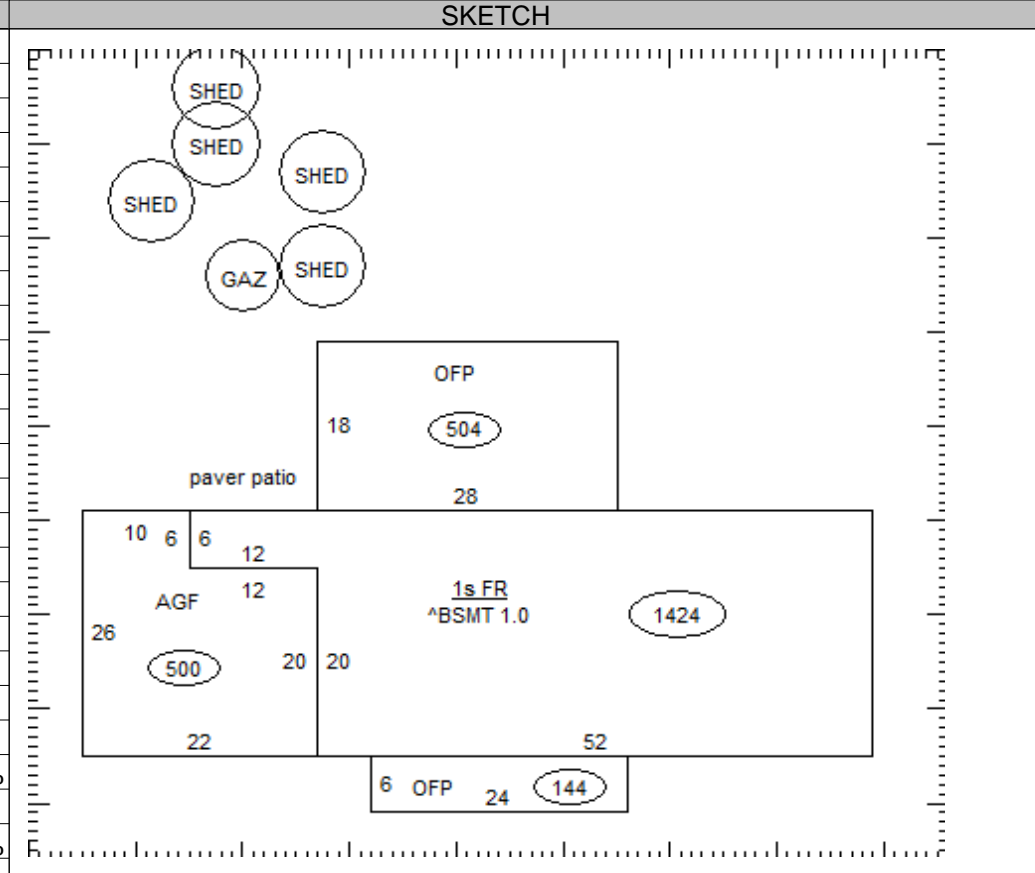 SKETCH
SHED
SHED
SHED
SHED
GAZ
SHED
OFP
18
504
28
paver patio
10
6
6
12
12
AGF
1s FR
^BSMT 1.0
1424
26
500
20
20
22
52
6
OFP
24
144